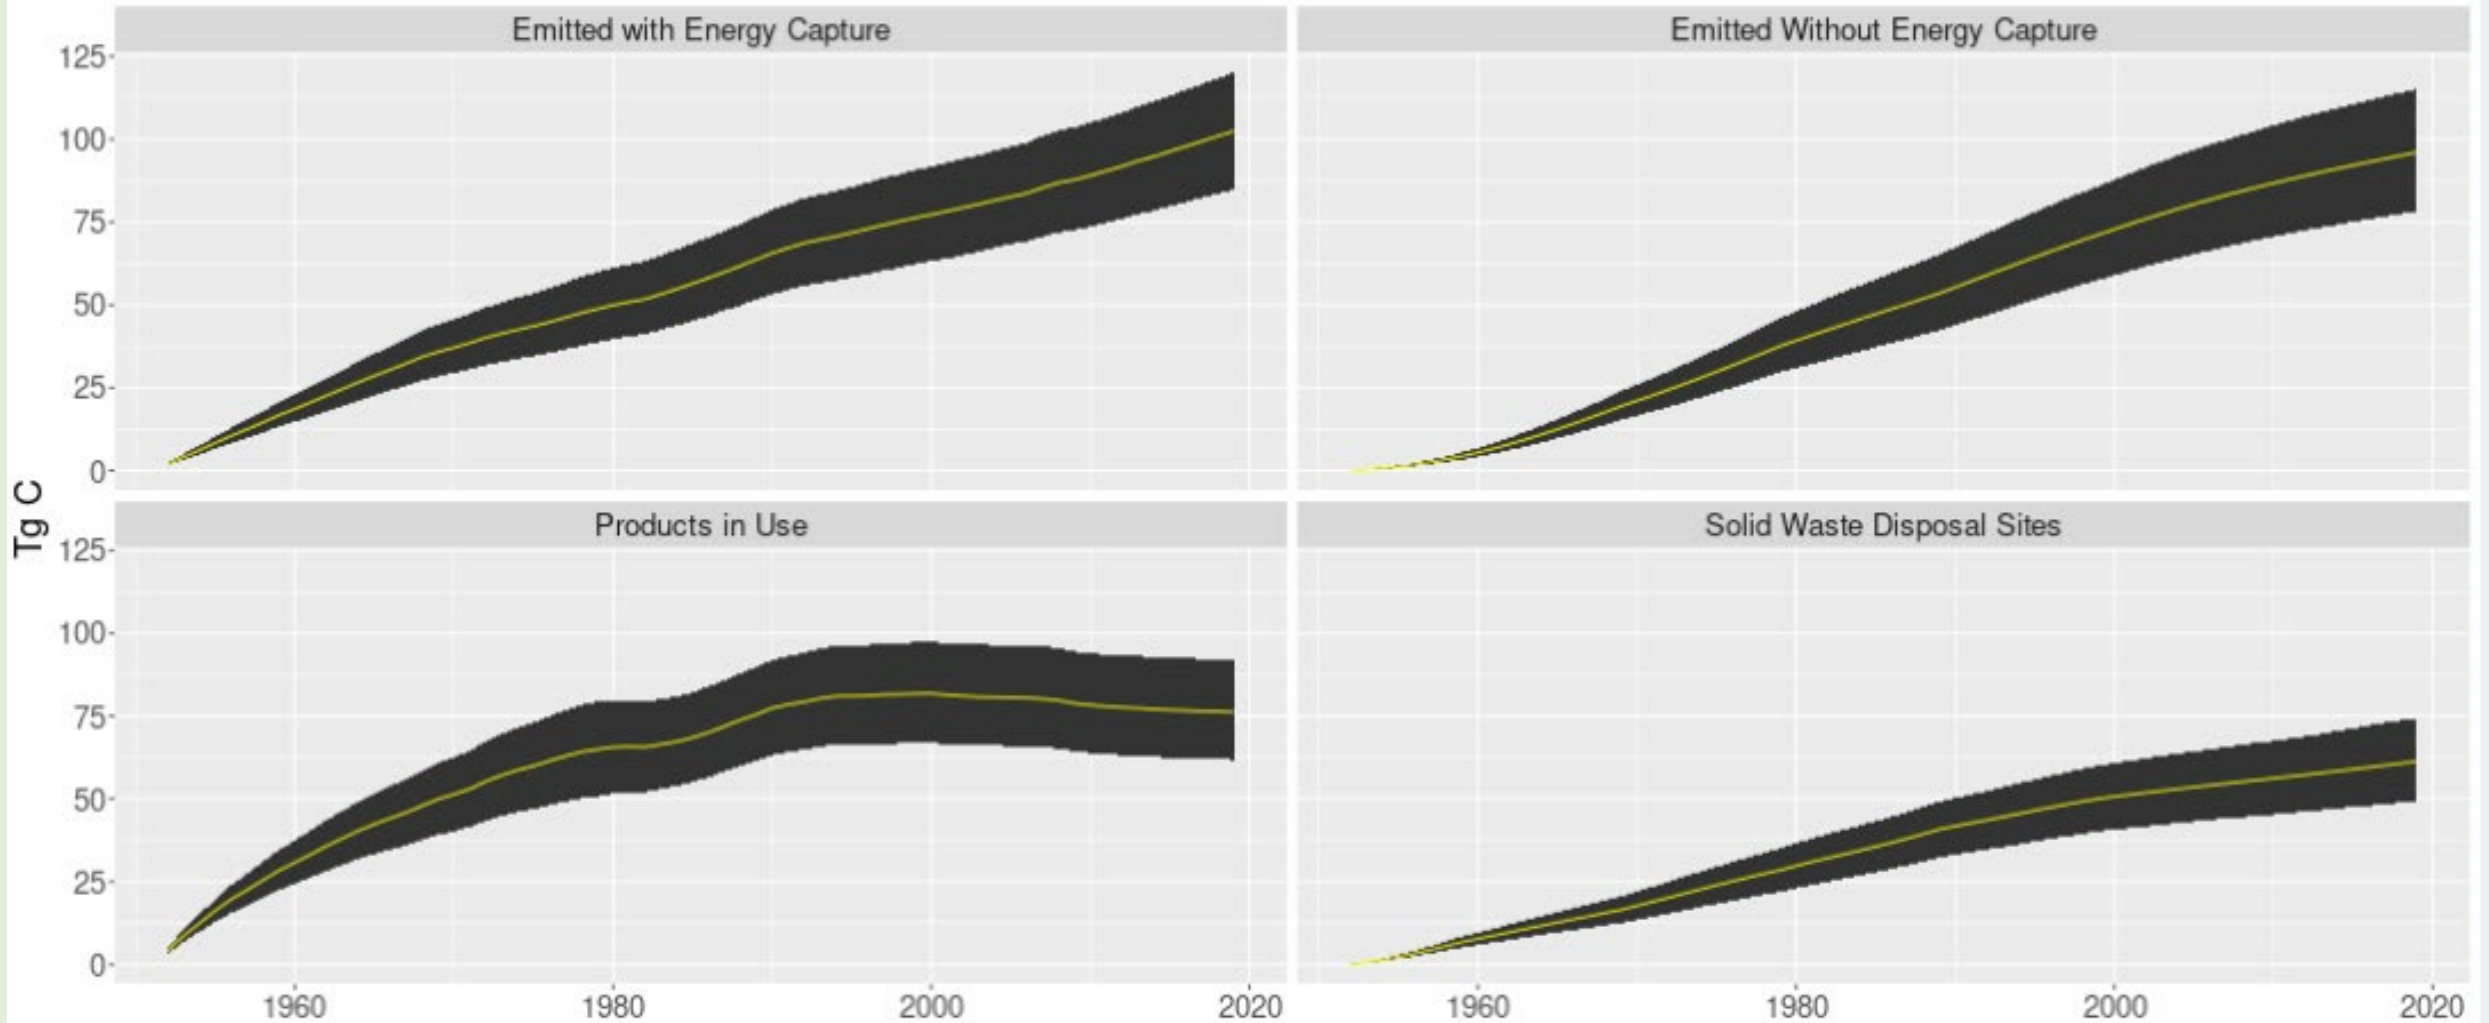 Emitted with Energy Capture
Emitted Without Energy Capture
125
100
75
50
25
0
Tg C
Products in Use
Solid Waste Disposal Sites
125
100
75
50
25
0
1960 1980 2000 2020 1960 1980 2000 2020